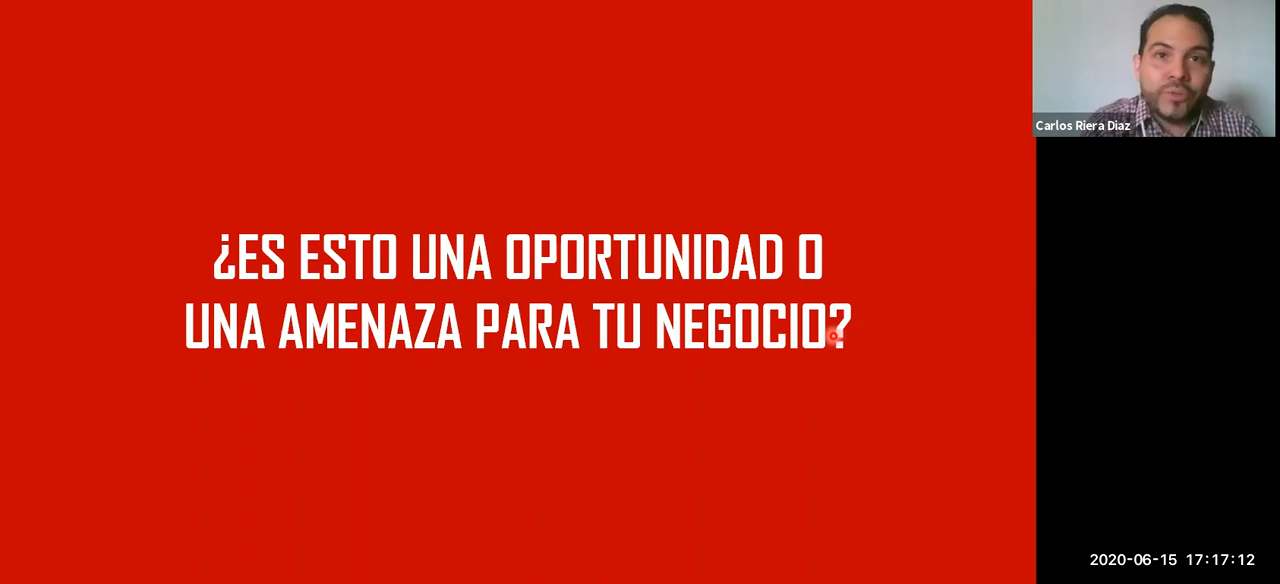 ¿ES ESTO UNA OPORTUNIDAD O
UNA AMENAZA PARA TU NEGOCIO?
Carlos Riera Diaz
2020-06-15 17:17:12